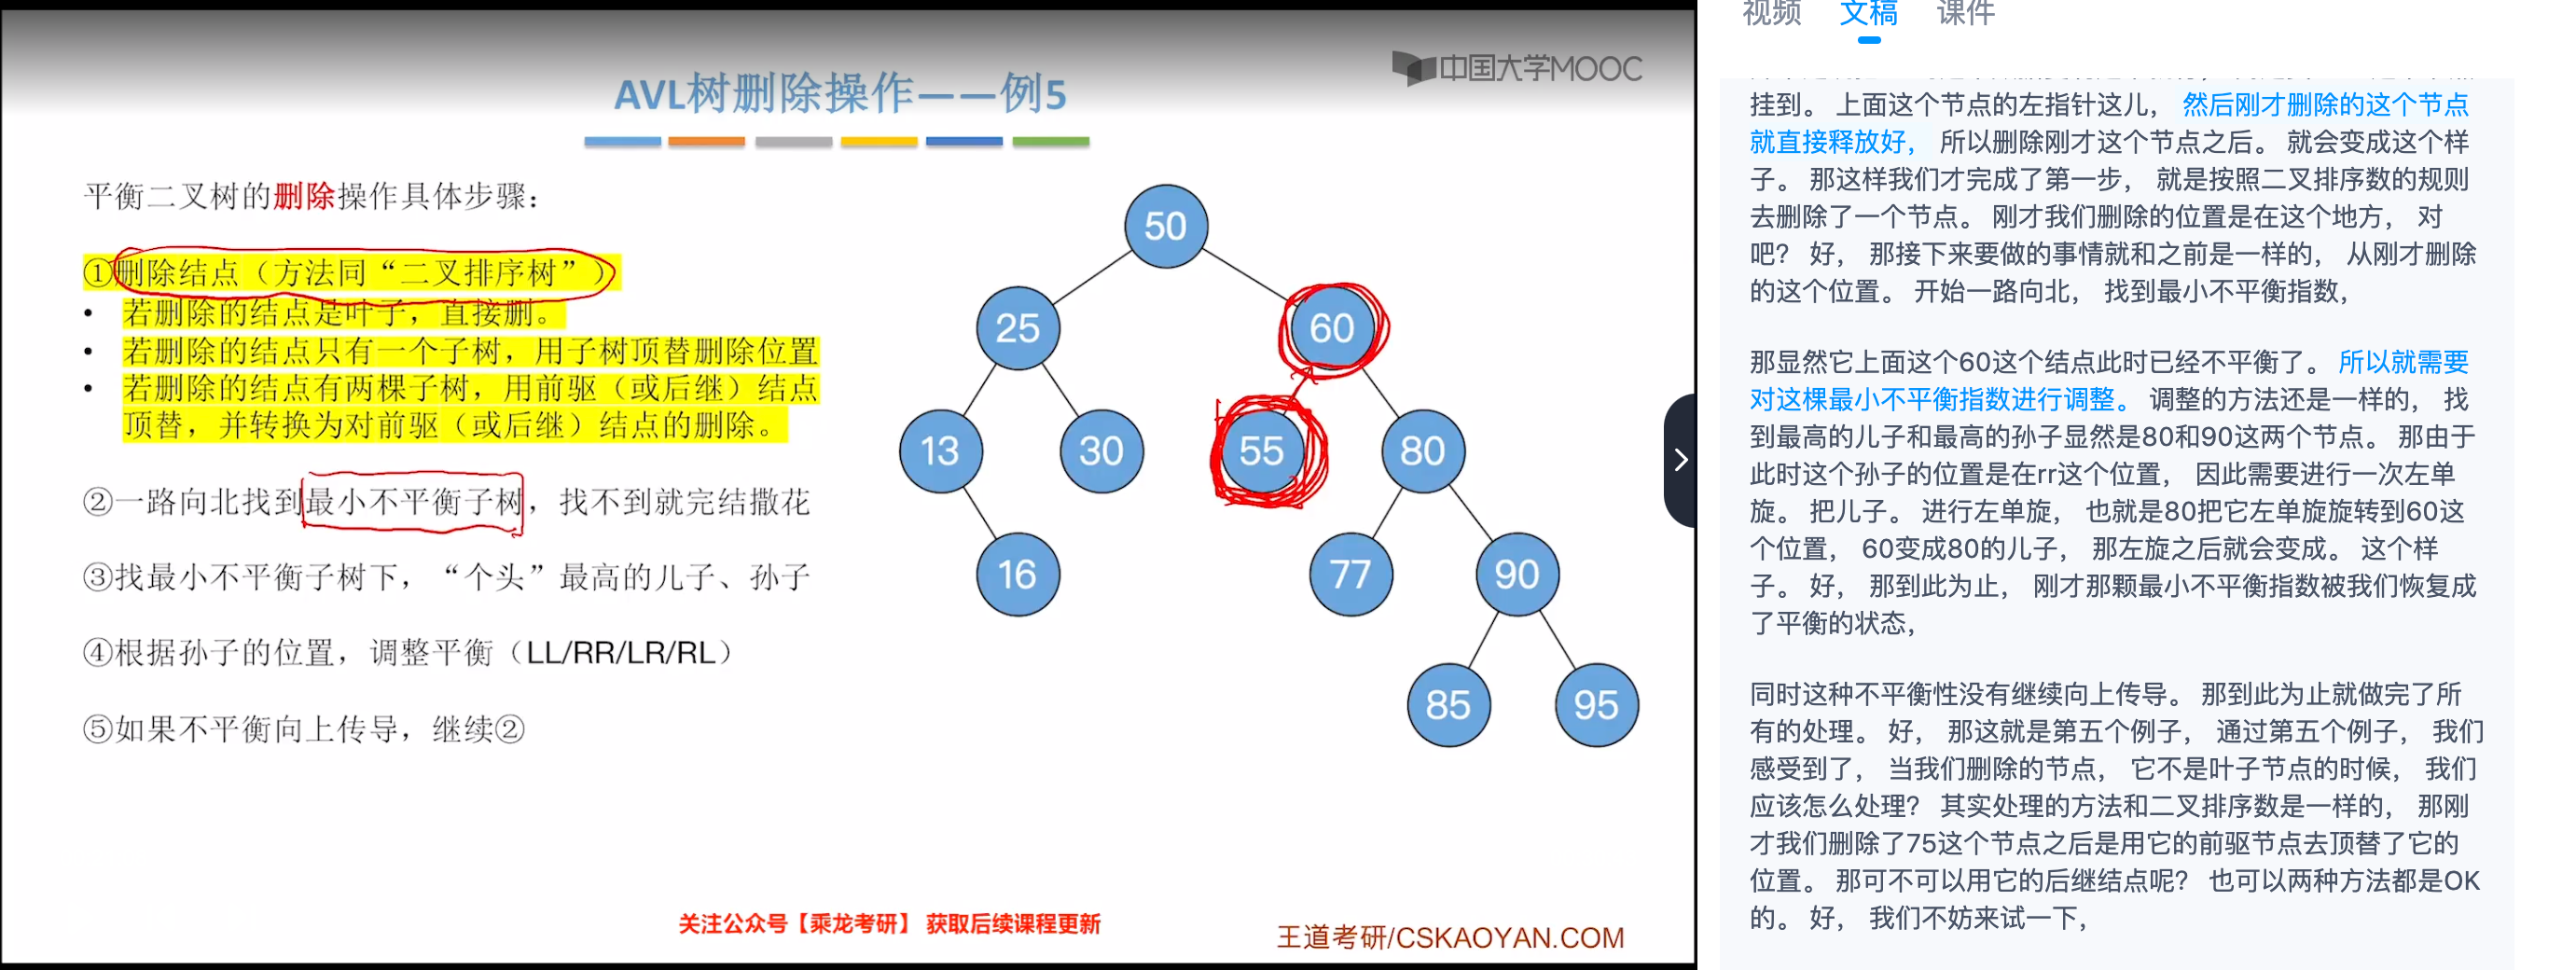 中国大学MOOC
AVL树删除操作——例5
平衡二叉树的删除操作具体步骤：
①删除结点（方法同“二叉排序树”）
• 若删除的结点是叶子，直接删。
• 若删除的结点只有一个子树，用子树顶替删除位置
• 若删除的结点有两棵子树，用前驱（或后继）结点
顶替，并转换为对前驱（或后继）结点的删除。
②一路向北找到最小不平衡子树，找不到就完结撒花
③找最小不平衡子树下，“个头”最高的儿子、孙子
④根据孙子的位置，调整平衡（LL/RR/LR/RL）
⑤如果不平衡向上传导，继续②
50
25
60
13
30
55
80
16
77
90
85
95
关注公众号【乘龙考研】 获取后续课程更新
王道考研/CSKAOYAN.COM
视频 文稿 课件
挂到。 上面这个节点的左指针这儿， 然后刚才删除的这个节点
就直接释放好， 所以删除刚才这个节点之后。 就会变成这个样
子。 那这样我们才完成了第一步， 就是按照二叉排序数的规则
去删除了一个节点。 刚才我们删除的位置是在这个地方， 对
吧？ 好， 那接下来要做的事情就和之前是一样的， 从刚才删除
的这个位置。 开始一路向北， 找到最小不平衡指数，
那显然它上面这个60这个结点此时已经不平衡了。 所以就需要
对这棵最小不平衡指数进行调整。 调整的方法还是一样的， 找
到最高的儿子和最高的孙子显然是80和90这两个节点。 那由于
此时这个孙子的位置是在rr这个位置， 因此需要进行一次左单
旋。 把儿子。 进行左单旋， 也就是80把它左单旋旋转到60这
个位置， 60变成80的儿子， 那左旋之后就会变成。 这个样
子。 好， 那到此为止， 刚才那颗最小不平衡指数被我们恢复成
了平衡的状态，
同时这种不平衡性没有继续向上传导。 那到此为止就做完了所
有的处理。 好， 那这就是第五个例子， 通过第五个例子， 我们
感受到了， 当我们删除的节点， 它不是叶子节点的时候， 我们
应该怎么处理？ 其实处理的方法和二叉排序数是一样的， 那刚
才我们删除了75这个节点之后是用它的前驱节点去顶替了它的
位置。 那可不可以用它的后继结点呢？ 也可以两种方法都是OK
的。 好， 我们不妨来试一下，